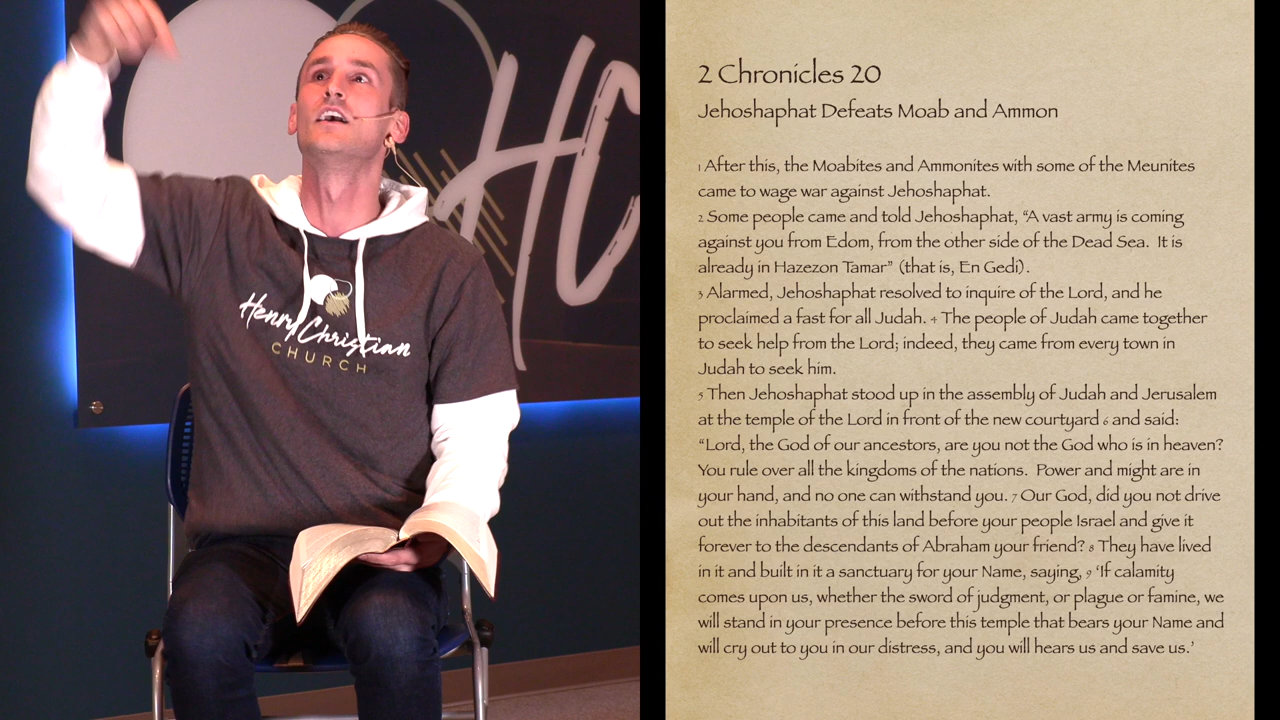 HC
Henry Christian
CHURCH
2 Chronicles 20
Jehoshaphat Defeats Moab and Ammon
1 After this, the Moabites and Ammonites with some of the Meunites
came to wage war against Jehoshaphat.
2 Some people came and told Jehoshaphat, “A vast army is coming
against you from Edom, from the other side of the Dead Sea.  It is
already in Hazezon Tamar” (that is, En Gedi).
3 Alarmed, Jehoshaphat resolved to inquire of the Lord, and he
proclaimed a fast for all Judah. 4 The people of Judah came together
to seek help from the Lord; indeed, they came from every town in
Judah to seek him.
5 Then Jehoshaphat stood up in the assembly of Judah and Jerusalem
at the temple of the Lord in front of the new courtyard 6 and said:
“Lord, the God of our ancestors, are you not the God who is in heaven?
You rule over all the kingdoms of the nations.  Power and might are in
your hand, and no one can withstand you. 7 Our God, did you not drive
out the inhabitants of this land before your people Israel and give it
forever to the descendants of Abraham your friend? 8 They have lived
in it and built in it a sanctuary for your Name, saying, 9 ‘If calamity
comes upon us, whether the sword of judgment, or plague or famine, we
will stand in your presence before this temple that bears your Name and
will cry out to you in our distress, and you will hears us and save us.’